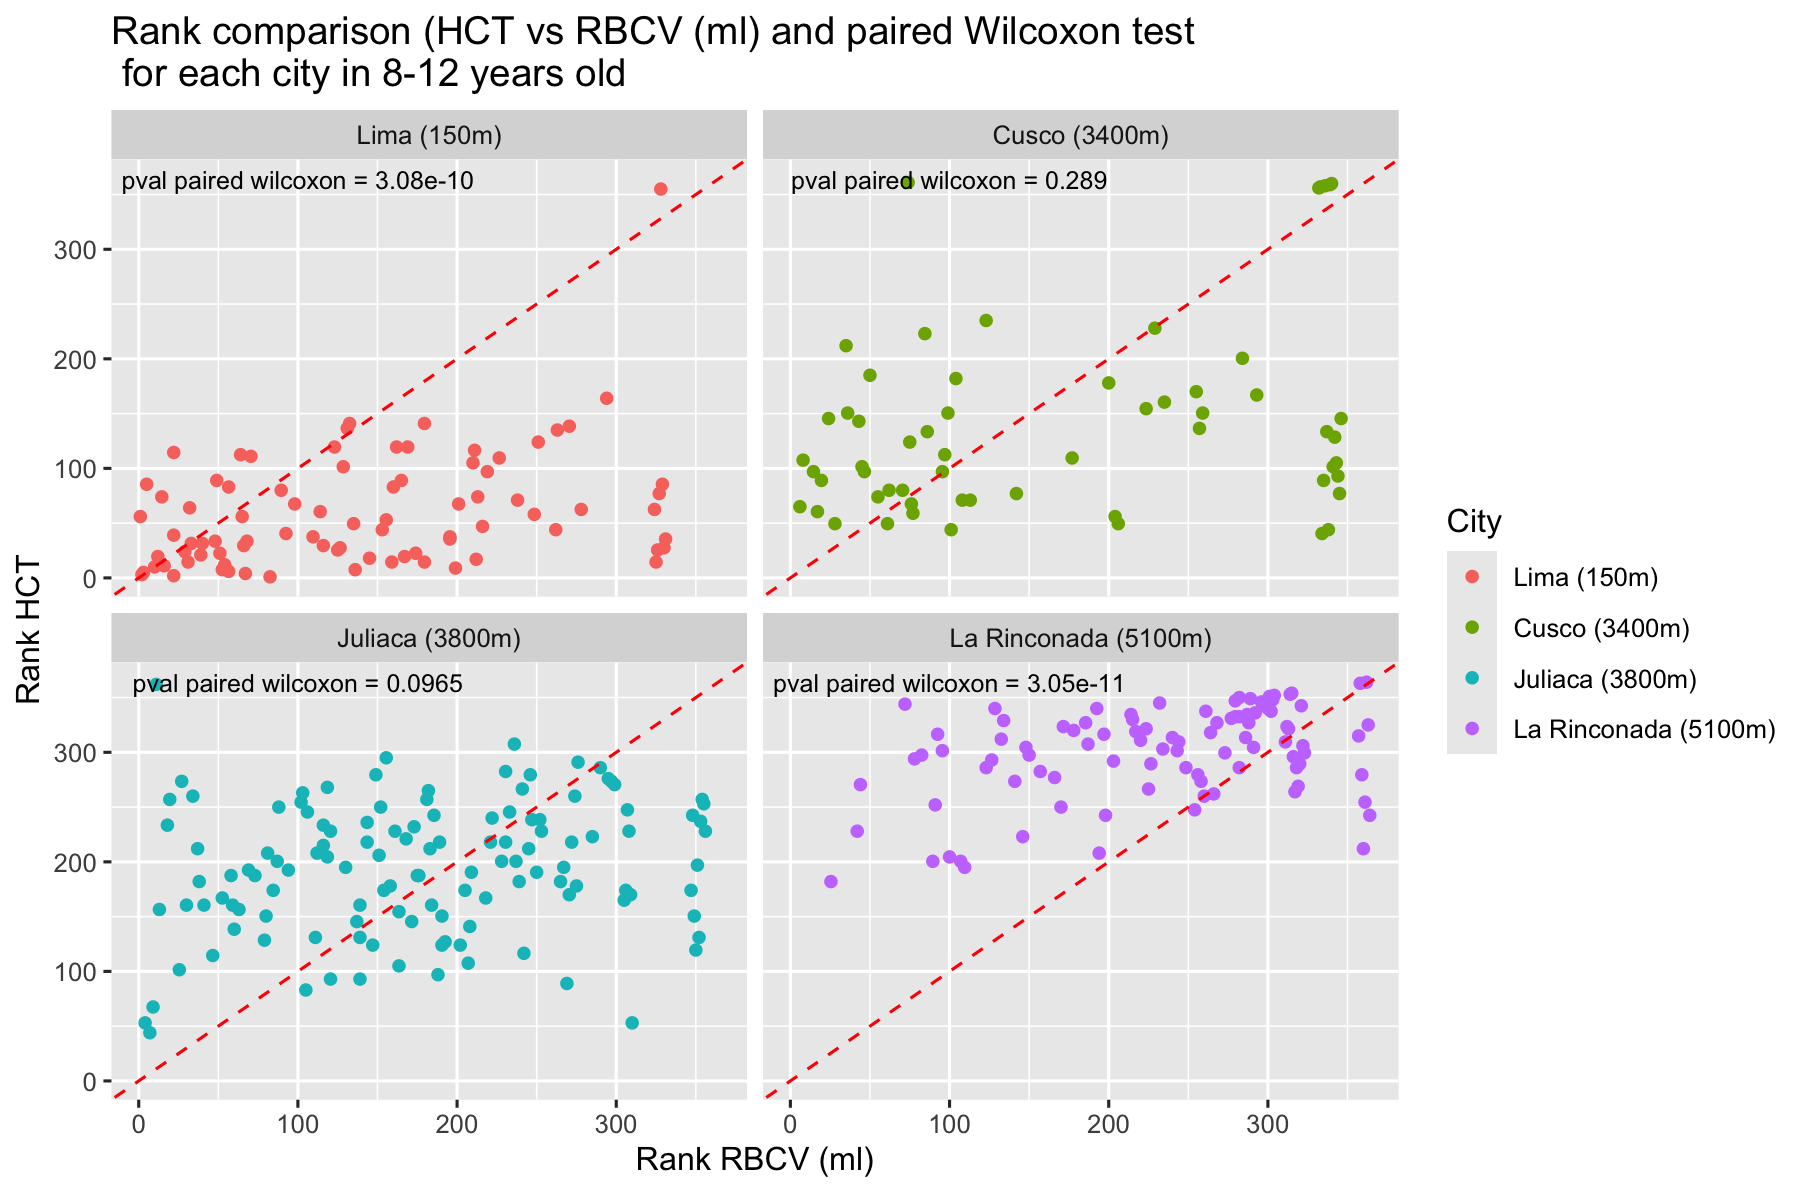 Rank comparison (HCT vs RBCV (ml) and paired Wilcoxon test
for each city in 8-12 years old
Lima (150m)
Cusco (3400m)
pval paired wilcoxon = 3.08e-10
pval paired wilcoxon = 0.289
300
200
100
0
Juliaca (3800m)
La Rinconada (5100m)
pval paired wilcoxon = 0.0965
pval paired wilcoxon = 3.05e-11
300
200
100
0
0 100 200 300
0 100 200 300
Rank RBCV (ml)
Rank HCT
City
Lima (150m)
Cusco (3400m)
Juliaca (3800m)
La Rinconada (5100m)